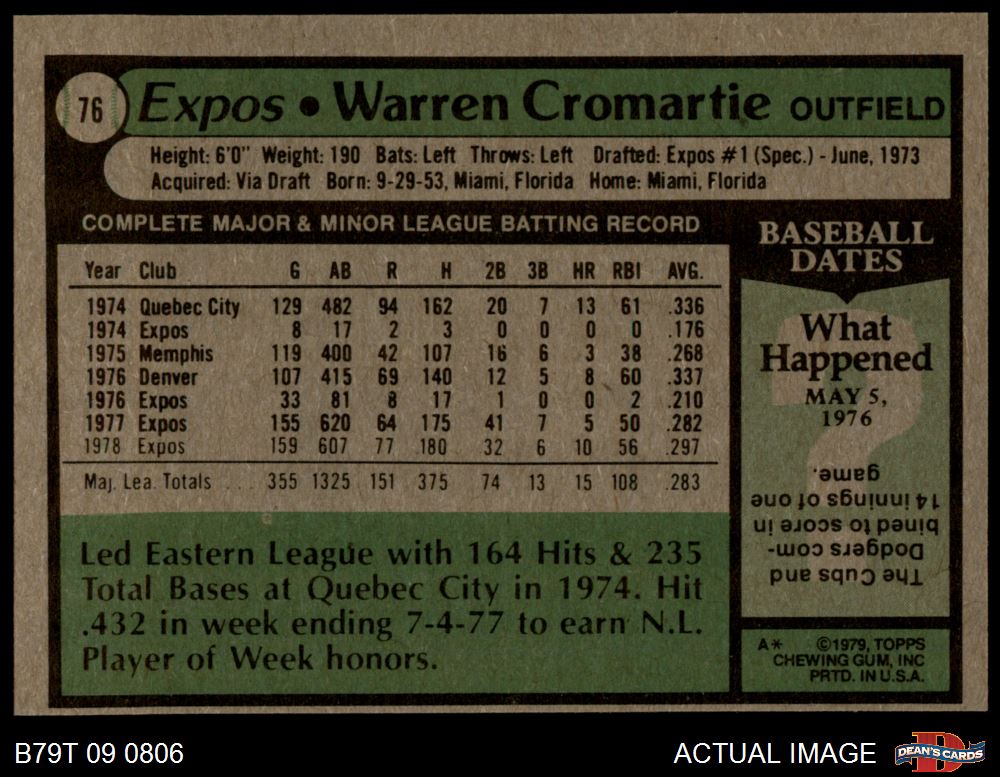 76 Expos • Warren Cromartie OUTFIELD
Height: 6'0" Weight: 190 Bats: Left Throws: Left Drafted: Expos #1 (Spec.) - June, 1973
Acquired: Via Draft Born: 9-29-53, Miami, Florida Home: Miami, Florida
COMPLETE MAJOR & MINOR LEAGUE BATTING RECORD
Year Club G AB R H 2B 3B HR RBI AVG.
1974 Quebec City 129 482 94 162 20 7 13 61 .336
1974 Expos 8 17 2 3 0 0 0 0 .176
1975 Memphis 119 400 42 107 16 6 3 38 .268
1976 Denver 107 415 69 140 12 5 8 60 .337
1976 Expos 33 81 8 17 1 0 0 2 .210
1977 Expos 155 620 64 175 41 7 5 50 .282
1978 Expos 159 607 77 180 32 6 10 56 .297
Maj. Lea. Totals ... 355 1325 151 375 74 13 15 108 .283
Led Eastern League with 164 Hits & 235
Total Bases at Quebec City in 1974. Hit
.432 in week ending 7-4-77 to earn N.L.
Player of Week honors.
BASEBALL
DATES
What
Happened
MAY 5,
1976
?
The Cubs and
Dodgers com-
bined to score in
14 innings of one
game.
A* ©1979, TOPPS
CHEWING GUM, INC
PRTD. IN U.S.A.
B79T 09 0806
ACTUAL IMAGE
D
DEAN'S CARDS